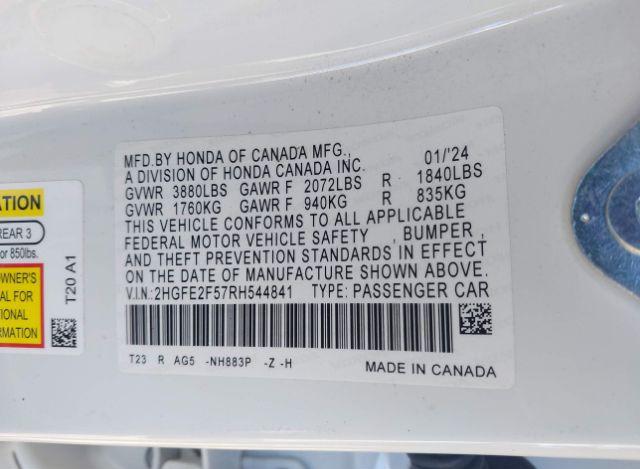 MFD.BY HONDA OF CANADA MFG., 01/'24
A DIVISION OF HONDA CANADA INC.
GVWR 3880LBS GAWR F 2072LBS R 1840LBS
GVWR 1760KG GAWR F 940KG R 835KG
THIS VEHICLE CONFORMS TO ALL APPLICABLE
FEDERAL MOTOR VEHICLE SAFETY , BUMPER ,
AND THEFT PREVENTION STANDARDS IN EFFECT
ON THE DATE OF MANUFACTURE SHOWN ABOVE.
V.I.N.: 2HGFE2F57RH544841 TYPE: PASSENGER CAR
T23 R AG5 -NH883P -Z -H MADE IN CANADA
ATION
REAR 3
or 850lbs.
OWNER'S
AL FOR
TIONAL
RMATION
T20 A1